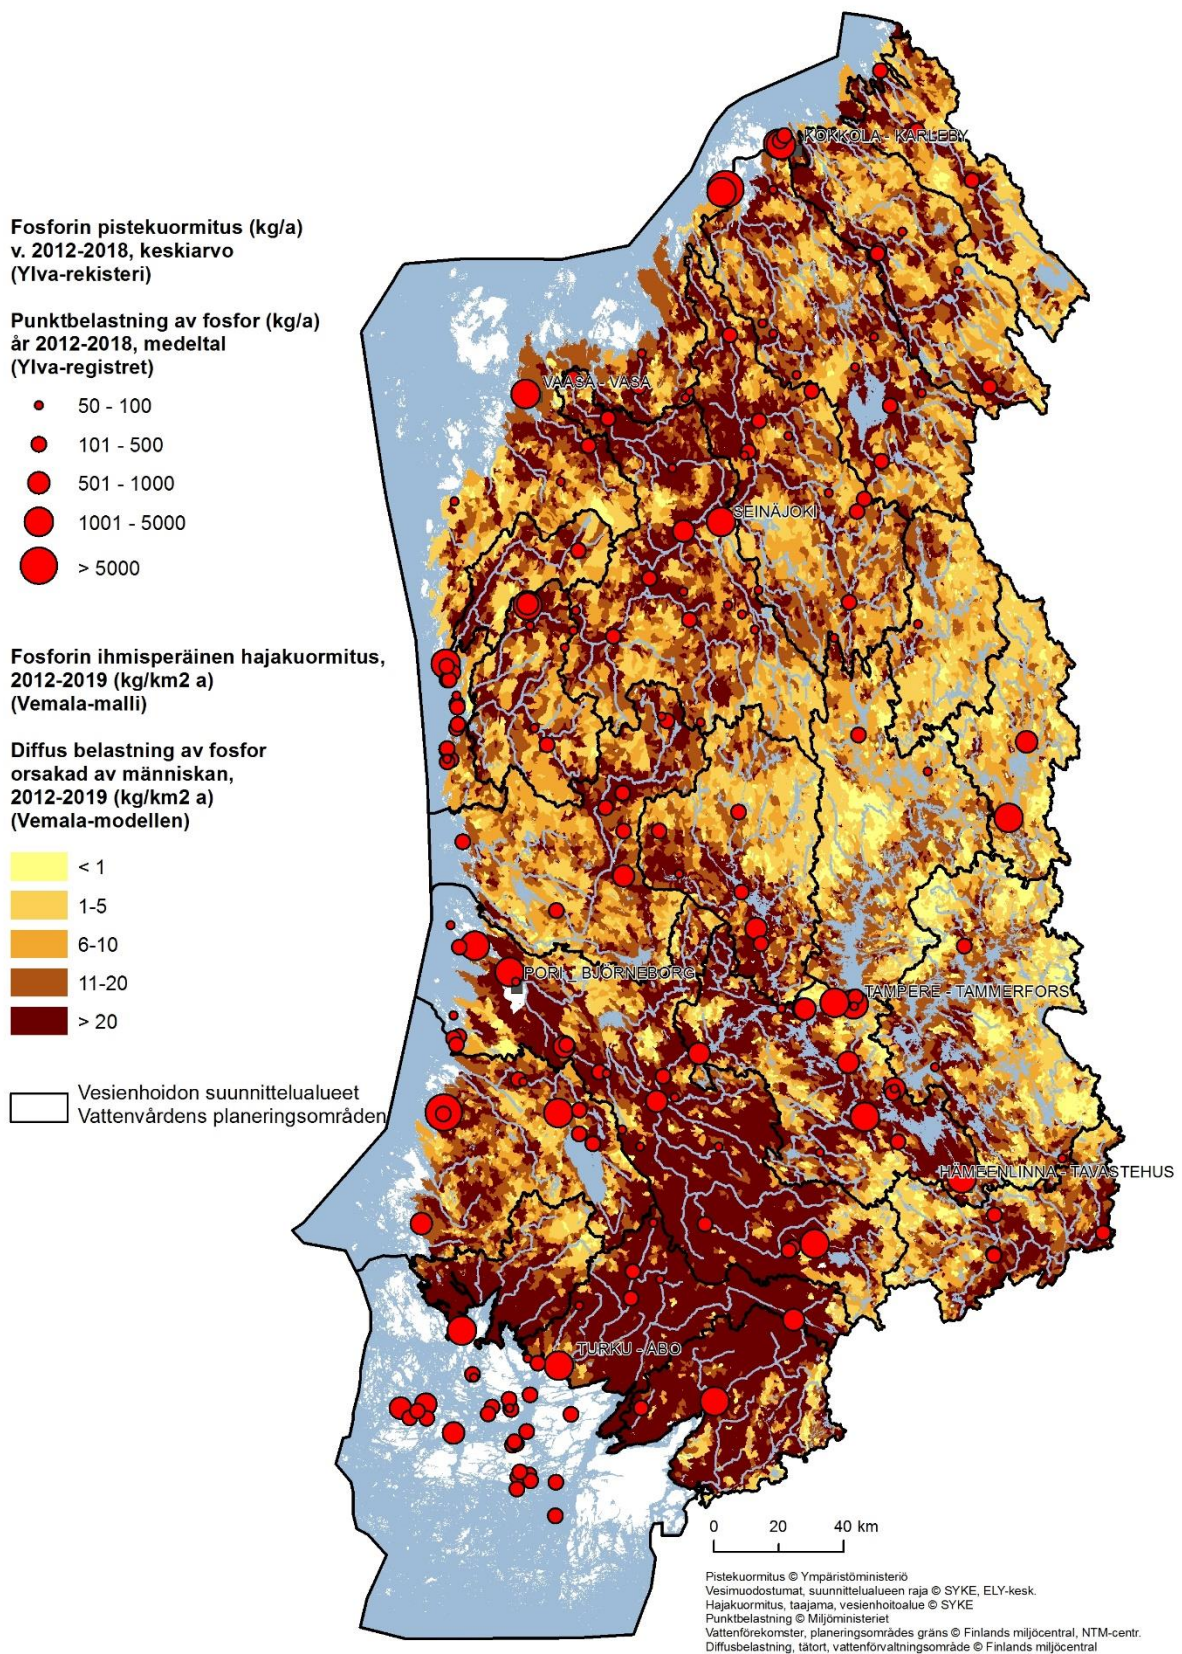 Fosforin pistekuormitus (kg/a)
v. 2012-2018, keskiarvo
(Ylva-rekisteri)
Punktbelastning av fosfor (kg/a)
år 2012-2018, medeltal
(Ylva-registret)
50 - 100
101 - 500
501 - 1000
1001 - 5000
> 5000
Fosforin ihmisperäinen hajakuormitus,
2012-2019 (kg/km2 a)
(Vemala-malli)
Diffus belastning av fosfor
orsakad av människan,
2012-2019 (kg/km2 a)
(Vemala-modellen)
< 1
1-5
6-10
11-20
> 20
Vesienhoidon suunnittelualueet
Vattenvårdens planeringsområden
KOKKOLA - KARLEBY
VAASA - VASA
SEINÄJOKI
PORI - BJÖRNEBORG
TAMPERE - TAMMERFORS
HÄMEENLINNA - TAVASTEHUS
TURKU - ÅBO
0 20 40 km
Pistekuormitus © Ympäristöministeriö
Vesimuodostumat, suunnittelualueen raja © SYKE, ELY-kesk.
Hajakuormitus, taajama, vesienhoitoalue © SYKE
Punktbelastning © Miljöministeriet
Vattenförekomster, planeringsområdes gräns © Finlands miljöcentral, NTM-centr.
Diffusbelastning, tätort, vattenförvaltningsområde © Finlands miljöcentral